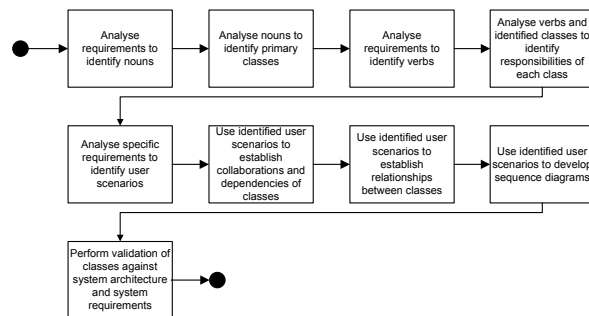 Analyse
requirements to
identify nouns
Analyse nouns to
identify primary
classes
Analyse
requirements to
identify verbs
Analyse verbs and
identified classes to
identify
responsibilities of
each class
Analyse specific
requirements to
identify user
scenarios
Use identified user
scenarios to
establish
collaborations and
dependencies of
classes
Use identified user
scenarios to
establish
relationships
between classes
Use identified user
scenarios to develop
sequence diagrams
Perform validation of
classes against
system architecture
and system
requirements